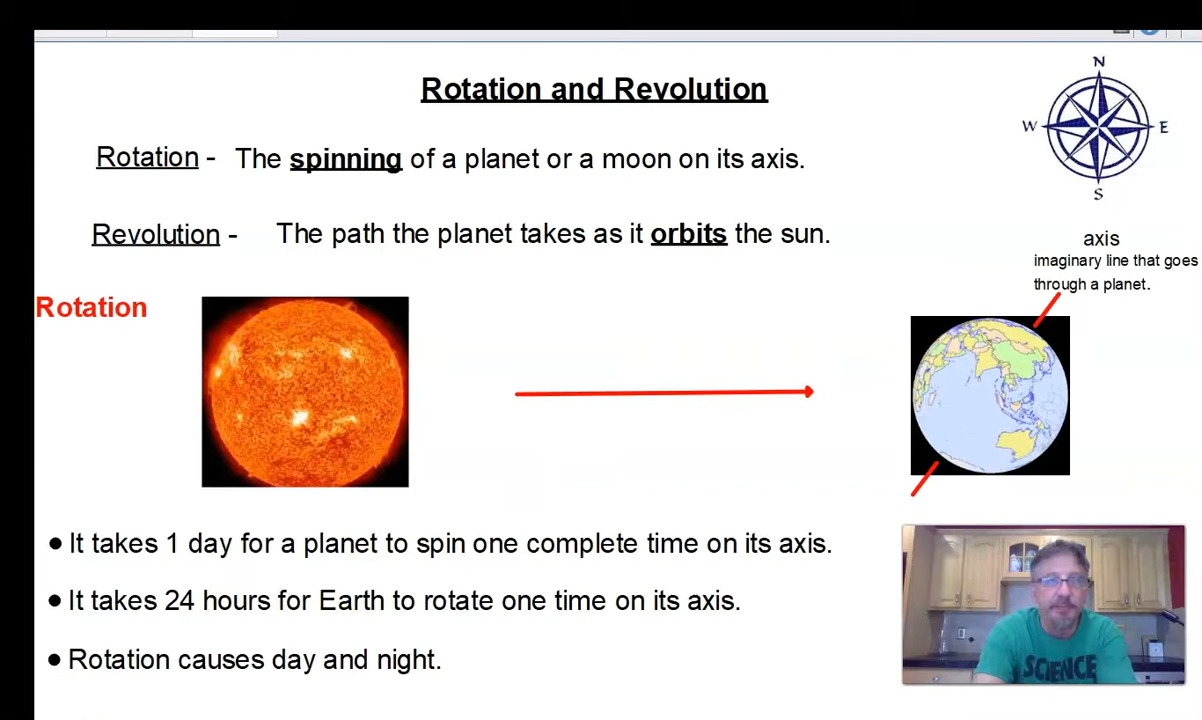 Rotation and Revolution
N
W E
S
Rotation - The spinning of a planet or a moon on its axis.
Revolution - The path the planet takes as it orbits the sun.
axis
imaginary line that goes
through a planet.
Rotation
• It takes 1 day for a planet to spin one complete time on its axis.
• It takes 24 hours for Earth to rotate one time on its axis.
• Rotation causes day and night.
SCIENCE